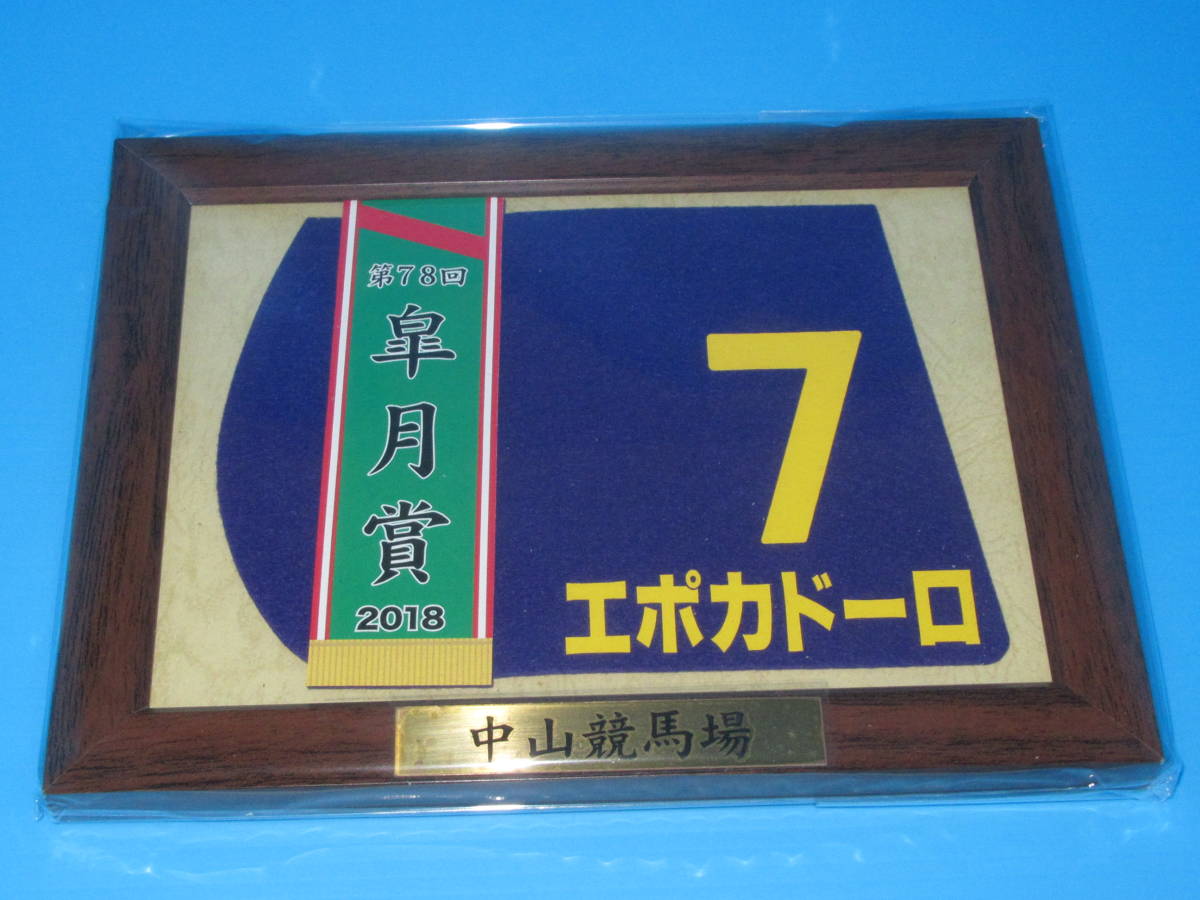 第78回
皐月賞
2018
7
エポカドーロ
中山競馬場